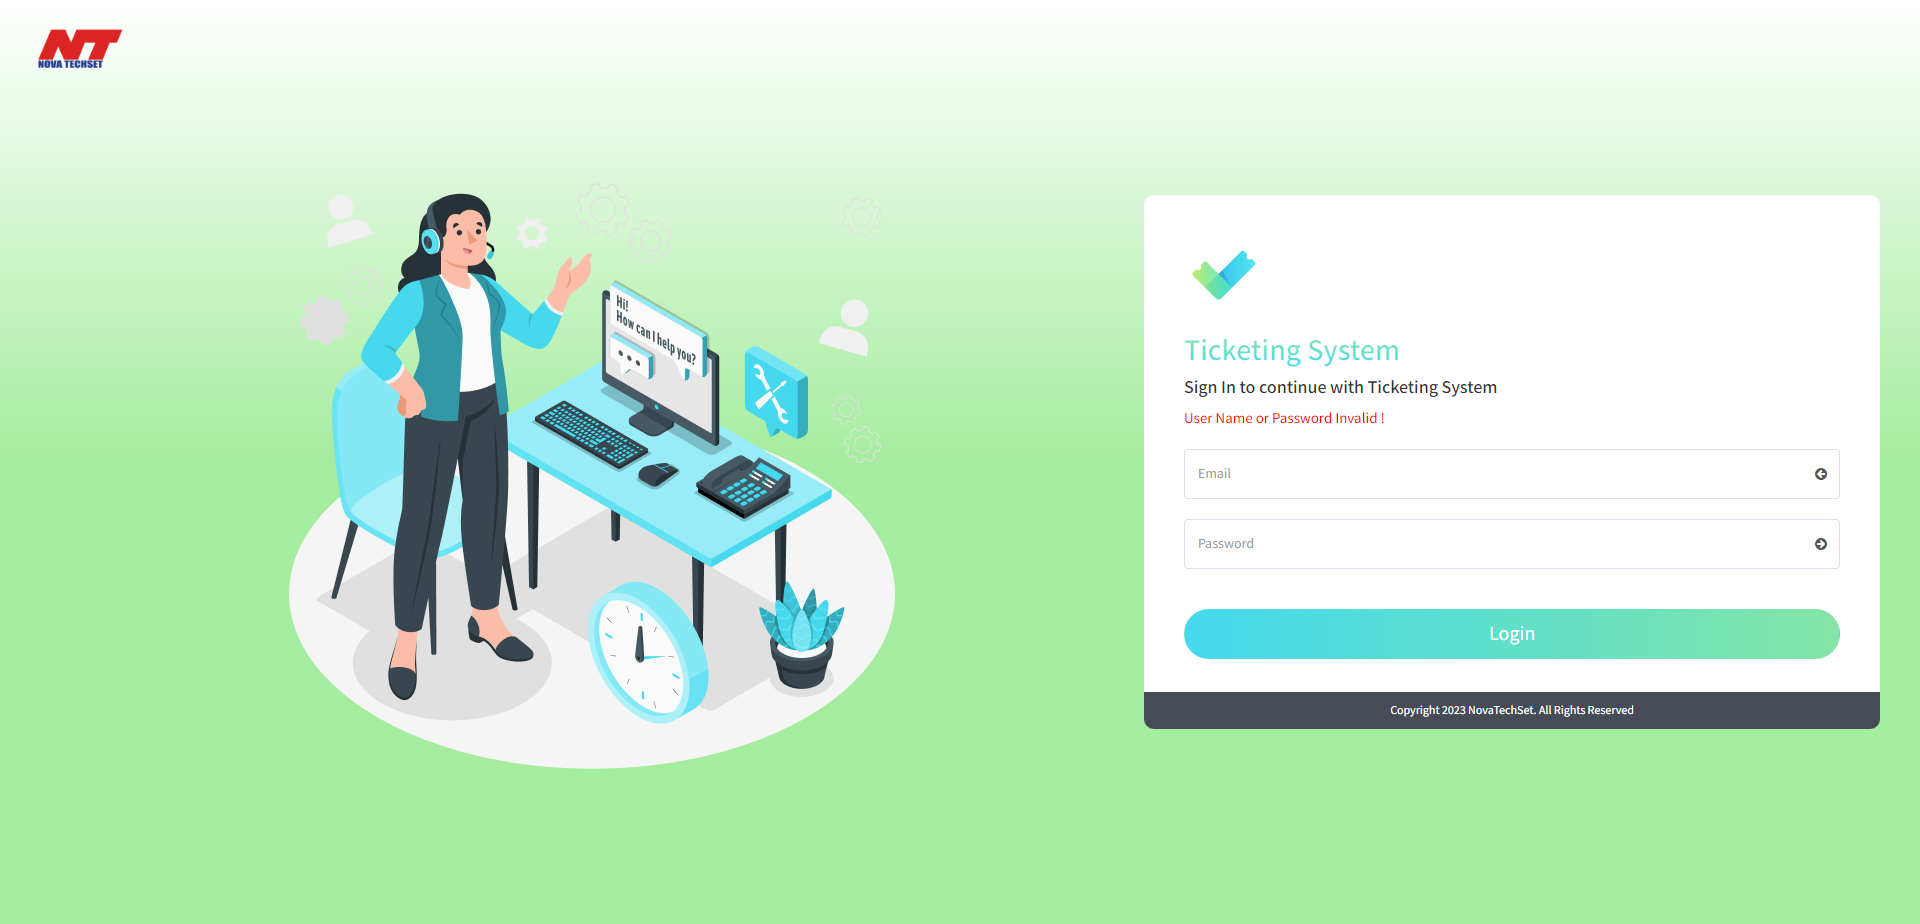 NT
NOVA TECHSET
Hi!
How can I help you?
Ticketing System
Sign In to continue with Ticketing System
User Name or Password Invalid !
Email
Password
Login
Copyright 2023 NovaTechSet. All Rights Reserved